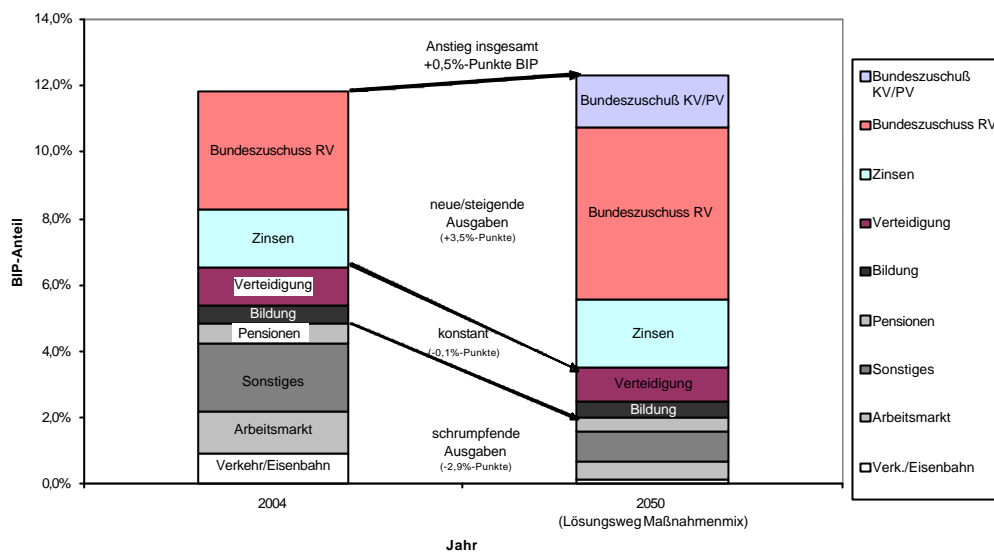 14,0%
12,0%
10,0%
8,0%
6,0%
4,0%
2,0%
0,0%
BIP-Anteil
Anstieg insgesamt
+0,5%-Punkte BIP
neue/steigende
Ausgaben
(+3,5%-Punkte)
konstant
(-0,1%-Punkte)
schrumpfende
Ausgaben
(-2,9%-Punkte)
Bundeszuschuss RV
Zinsen
Verteidigung
Bildung
Pensionen
Sonstiges
Arbeitsmarkt
Verkehr/Eisenbahn
Bundeszuschuß KV/PV
Bundeszuschuss RV
Zinsen
Verteidigung
Bildung
2004
2050
(Lösungsweg Maßnahmenmix)
Jahr
Bundeszuschuß
KV/PV
Bundeszuschuss RV
Zinsen
Verteidigung
Bildung
Pensionen
Sonstiges
Arbeitsmarkt
Verk./Eisenbahn